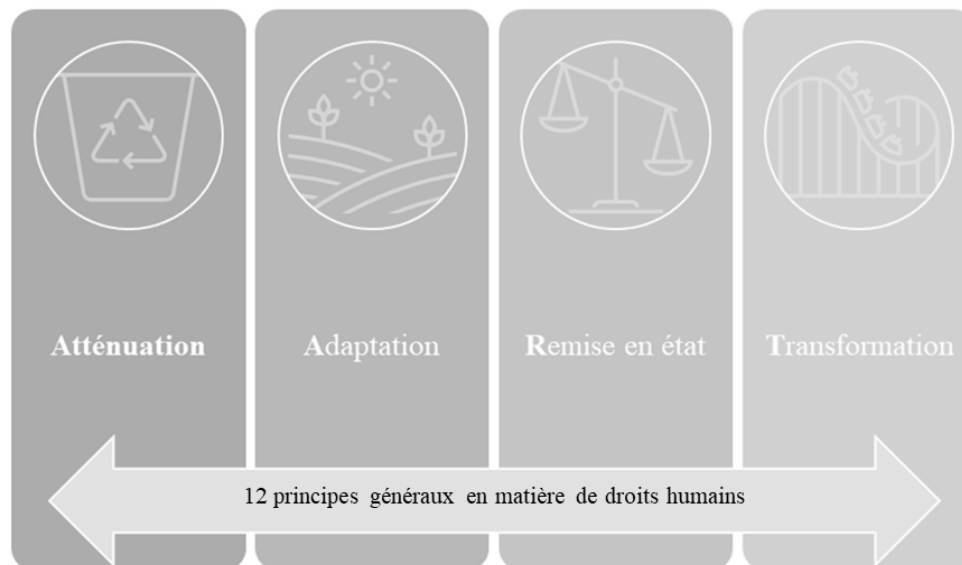 Atténuation
Adaptation
Remise en état
Transformation
12 principes généraux en matière de droits humains